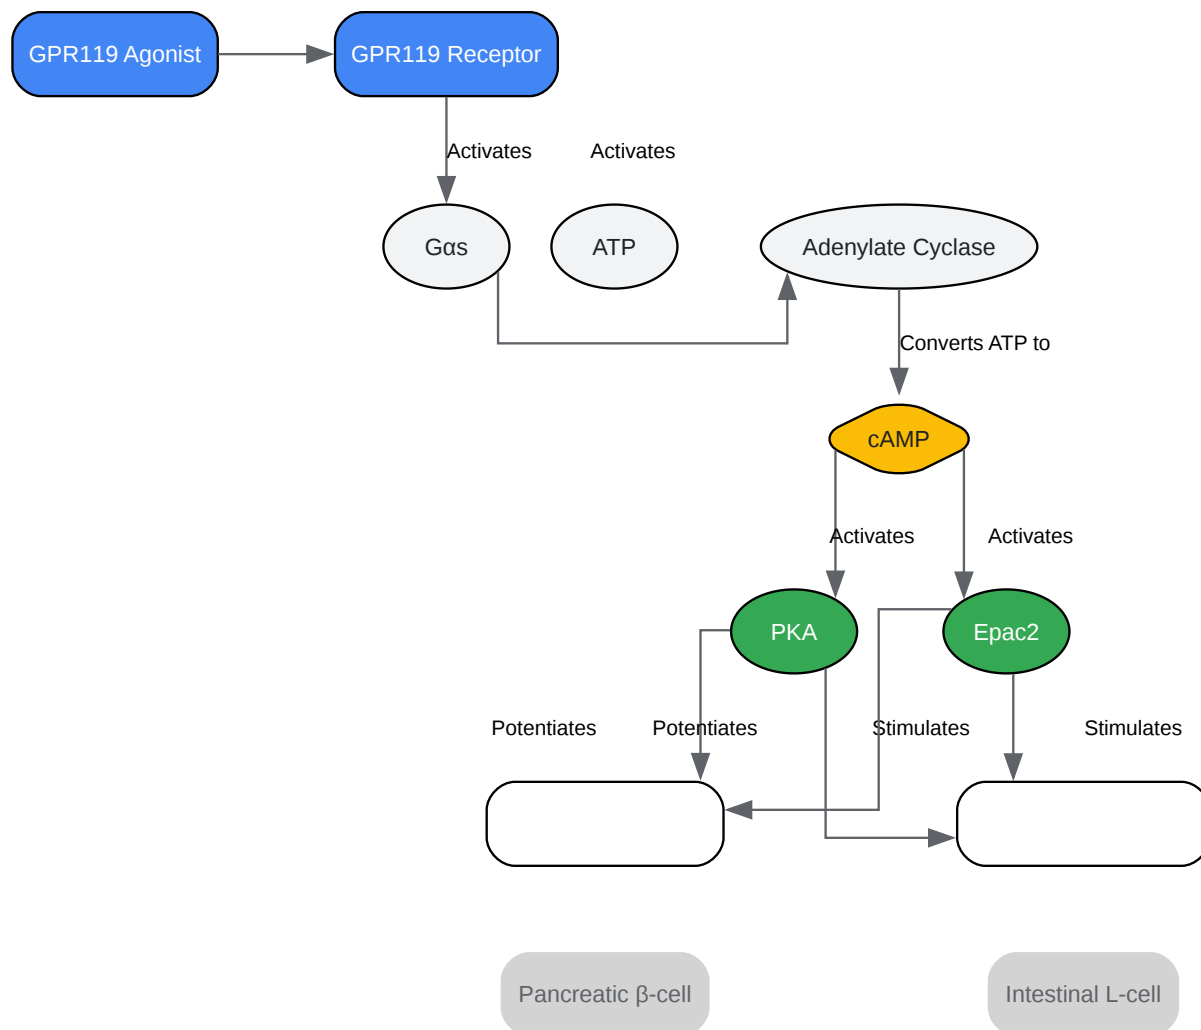 GPR119 Agonist
GPR119 Receptor
Activates
Activates
Gαs
ATP
Adenylate Cyclase
Converts ATP to
cAMP
Activates
Activates
PKA
Epac2
Potentiates
Potentiates
Stimulates
Stimulates
Pancreatic β-cell
Intestinal L-cell